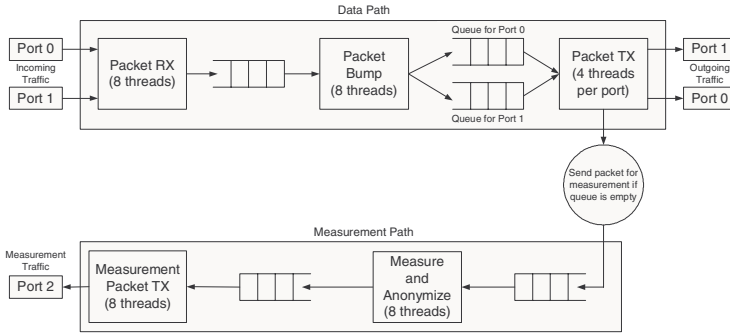 Data Path
Port 0
Incoming
Traffic
Port 1
Packet RX
(8 threads)
Packet
Bump
(8 threads)
Queue for Port 0
Queue for Port 1
Packet TX
(4 threads
per port)
Port 1
Outgoing
Traffic
Port 0
Send packet for
measurement if
queue is empty
Measurement Path
Measurement
Traffic
Port 2
Measurement
Packet TX
(8 threads)
Measure
and
Anonymize
(8 threads)